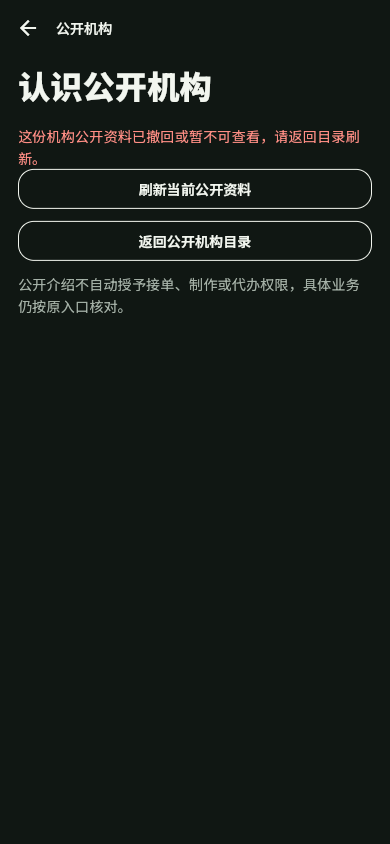 公开机构
认识公开机构
这份机构公开资料已撤回或暂不可查看，请返回目录刷
新。
刷新当前公开资料
返回公开机构目录
公开介绍不自动授予接单、制作或代办权限，具体业务
仍按原入口核对。